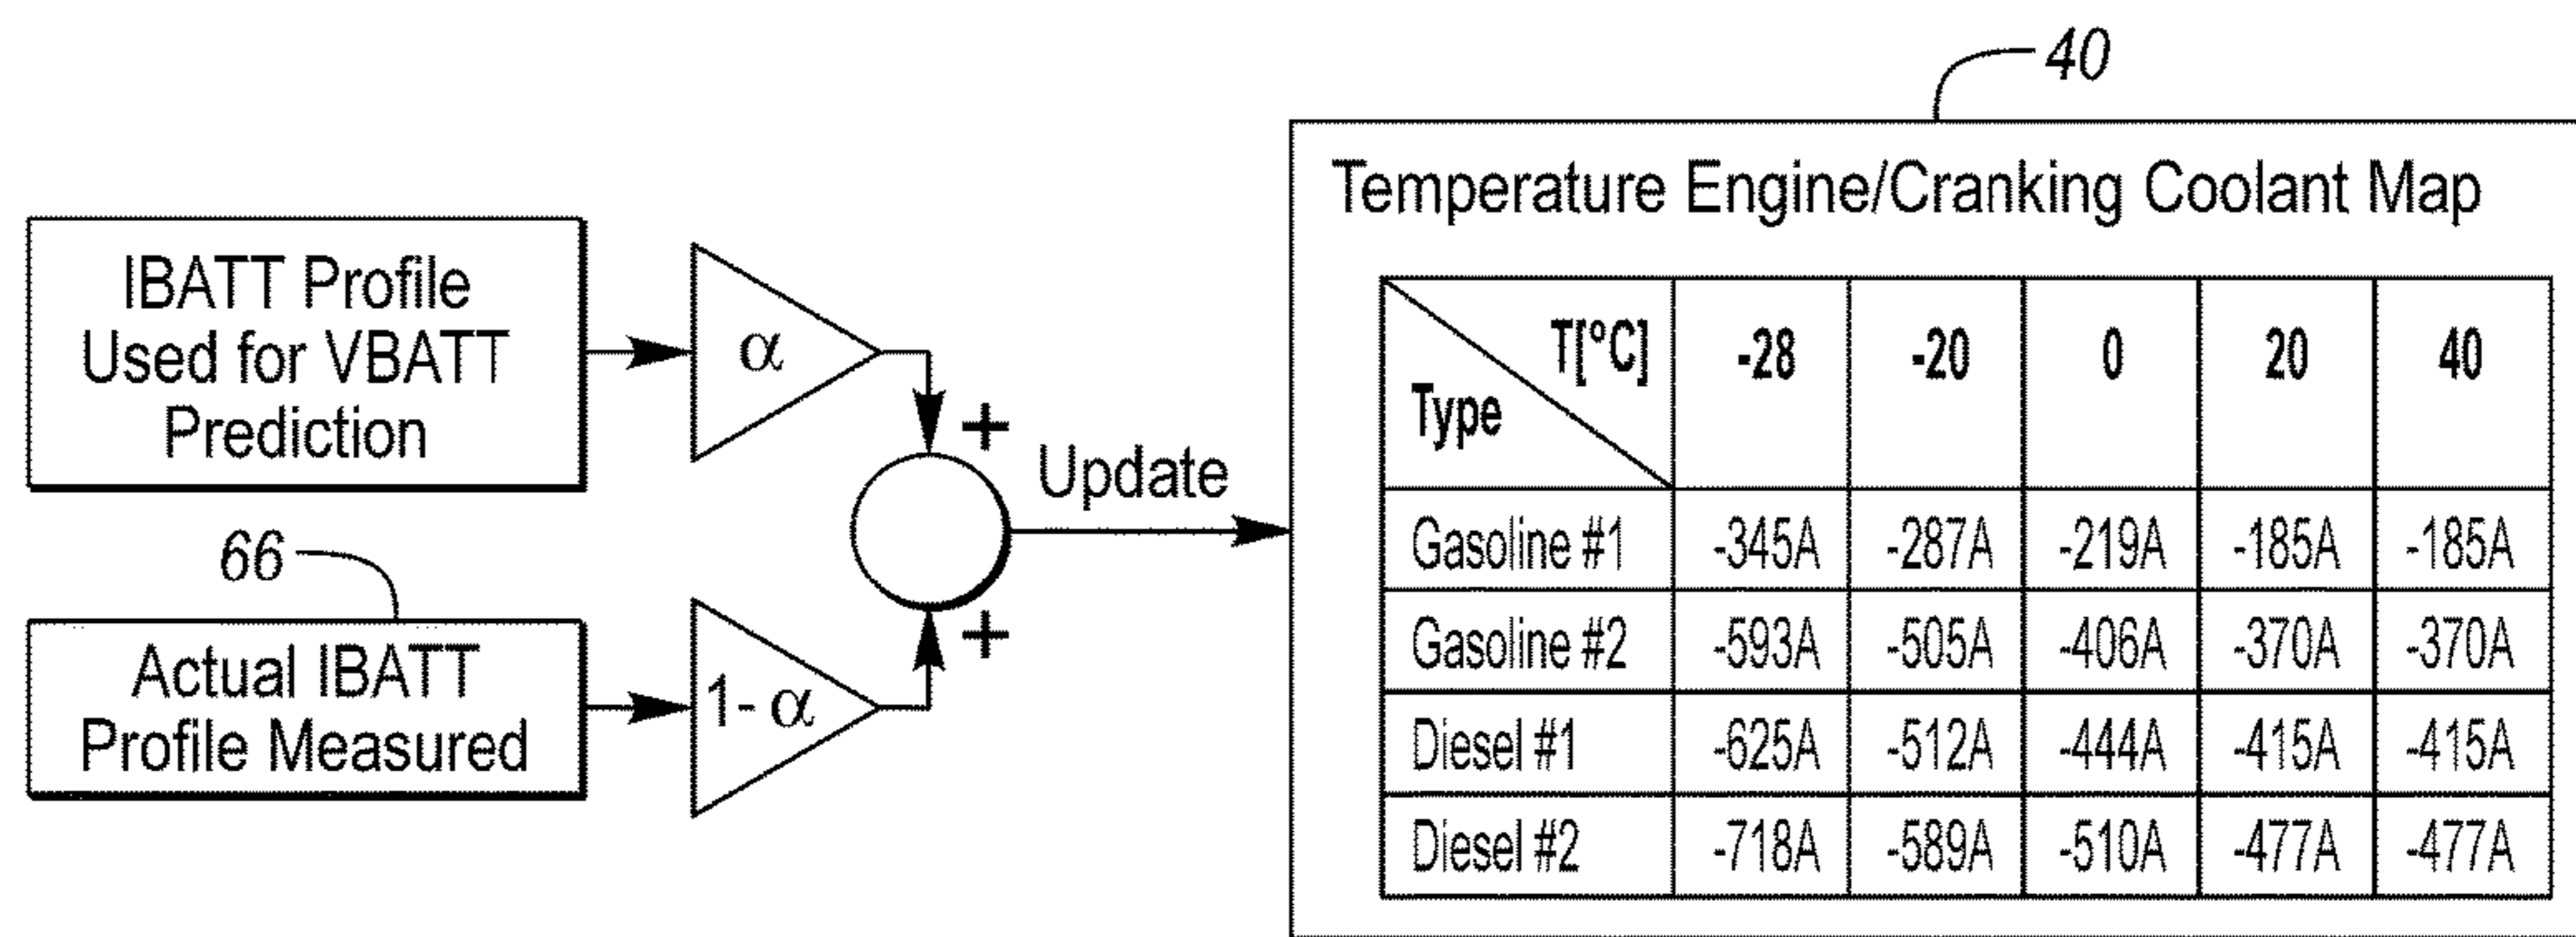 40
Temperature Engine/Cranking Coolant Map
IBATT Profile
Used for VBATT
Prediction
α
+
Update
66
Actual IBATT
Profile Measured
1- α
+
T[°C] -28 -20 0 20 40
Type
Gasoline #1 -345A -287A -219A -185A -185A
Gasoline #2 -593A -505A -406A -370A -370A
Diesel #1 -625A -512A -444A -415A -415A
Diesel #2 -718A -589A -510A -477A -477A